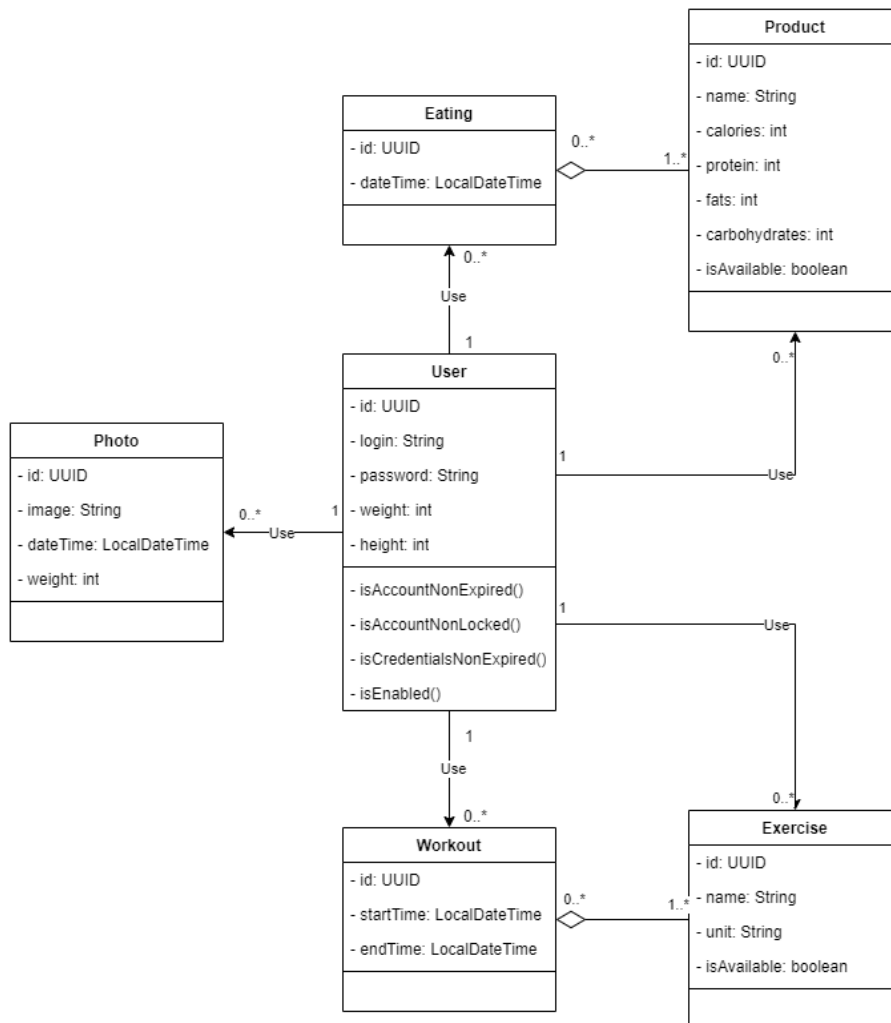 Product
- id: UUID
- name: String
- calories: int
- protein: int
- fats: int
- carbohydrates: int
- isAvailable: boolean
Eating
- id: UUID
- dateTime: LocalDateTime
0..*
1..*
0..*
Use
1
User
- id: UUID
- login: String
- password: String
- weight: int
- height: int
- isAccountNonExpired()
- isAccountNonLocked()
- isCredentialsNonExpired()
- isEnabled()
0..*
1
Use
Photo
- id: UUID
- image: String
- dateTime: LocalDateTime
- weight: int
0..*
1
Use
1
Use
0..*
1
Use
0..*
Workout
- id: UUID
- startTime: LocalDateTime
- endTime: LocalDateTime
0..*
1..*
Exercise
- id: UUID
- name: String
- unit: String
- isAvailable: boolean